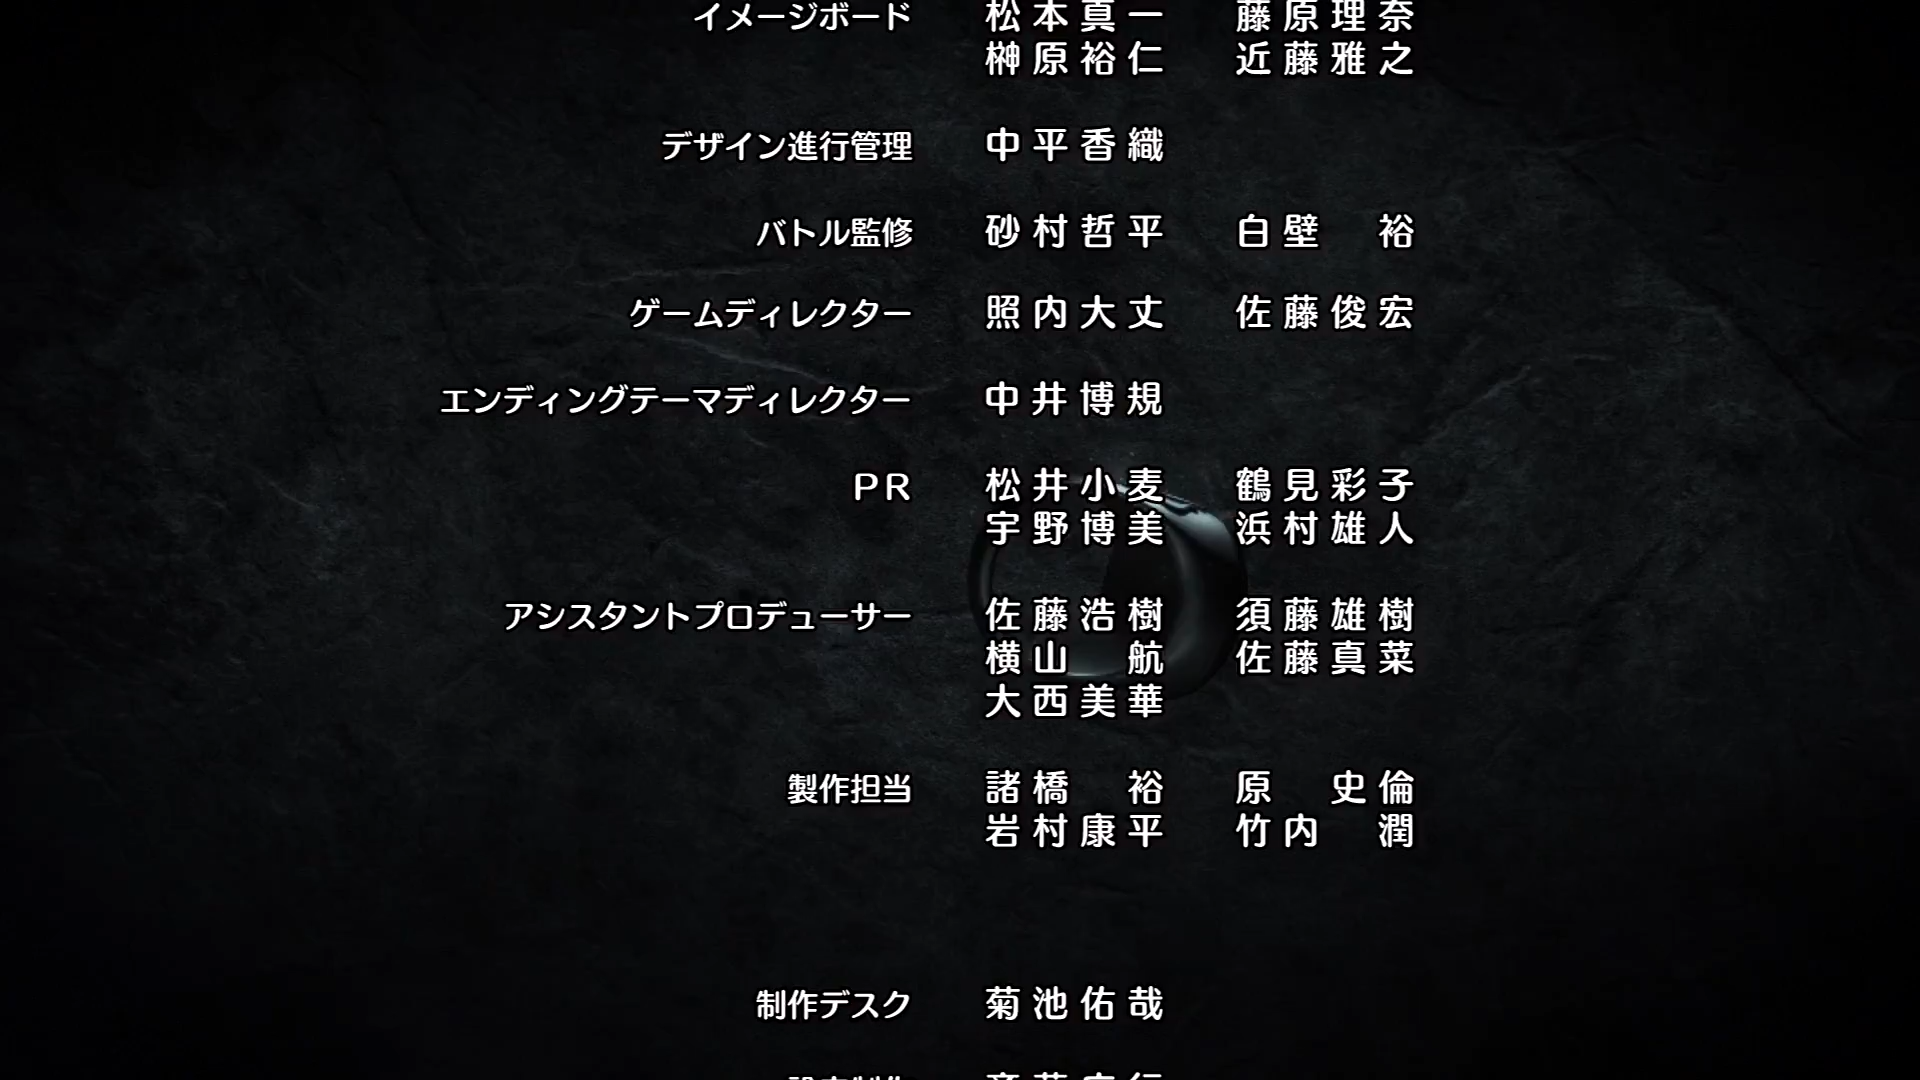 イメージボード 松本真一 藤原理奈
榊原裕仁 近藤雅之
デザイン進行管理 中平香織
バトル監修 砂村哲平 白壁 裕
ゲームディレクター 照内大丈 佐藤俊宏
エンディングテーマディレクター 中井博規
PR 松井小麦 鶴見彩子
宇野博美 浜村雄人
アシスタントプロデューサー 佐藤浩樹 須藤雄樹
横山 航 佐藤真菜
大西美華
製作担当 諸橋 裕 原 史倫
岩村康平 竹内 潤
制作デスク 菊池佑哉